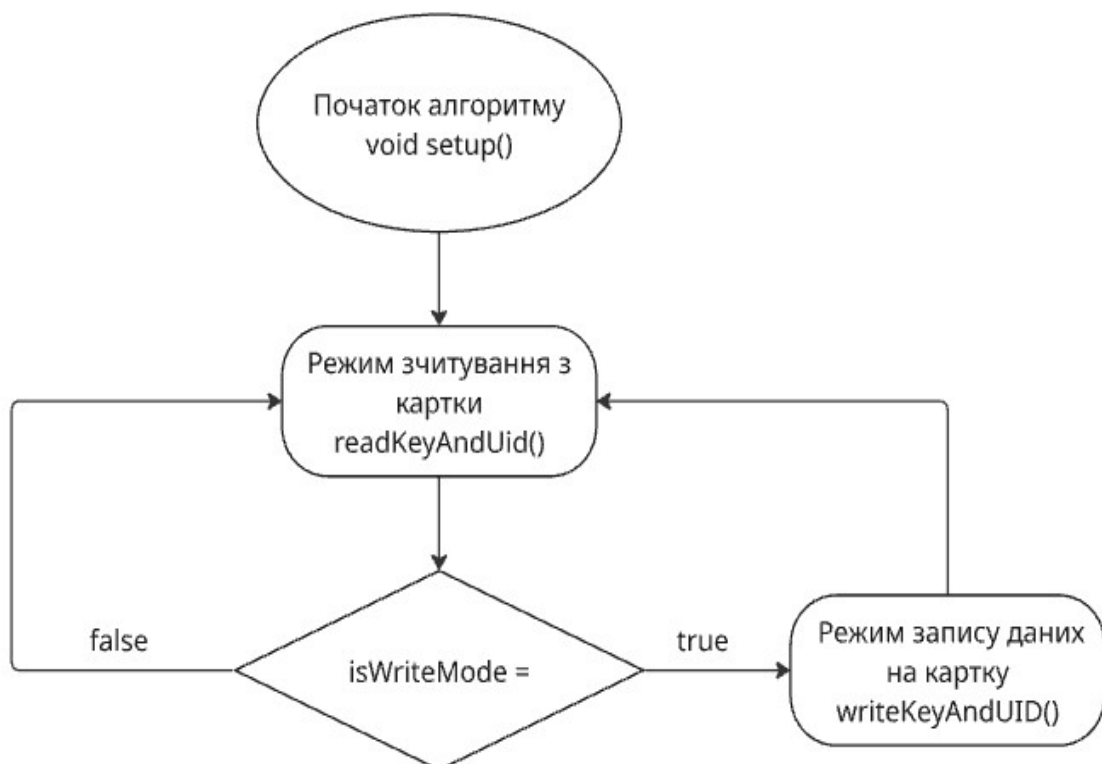 Початок алгоритму
void setup()
Режим зчитування з
картки
readKeyAndUid()
false
isWriteMode =
true
Режим запису даних
на картку
writeKeyAndUID()